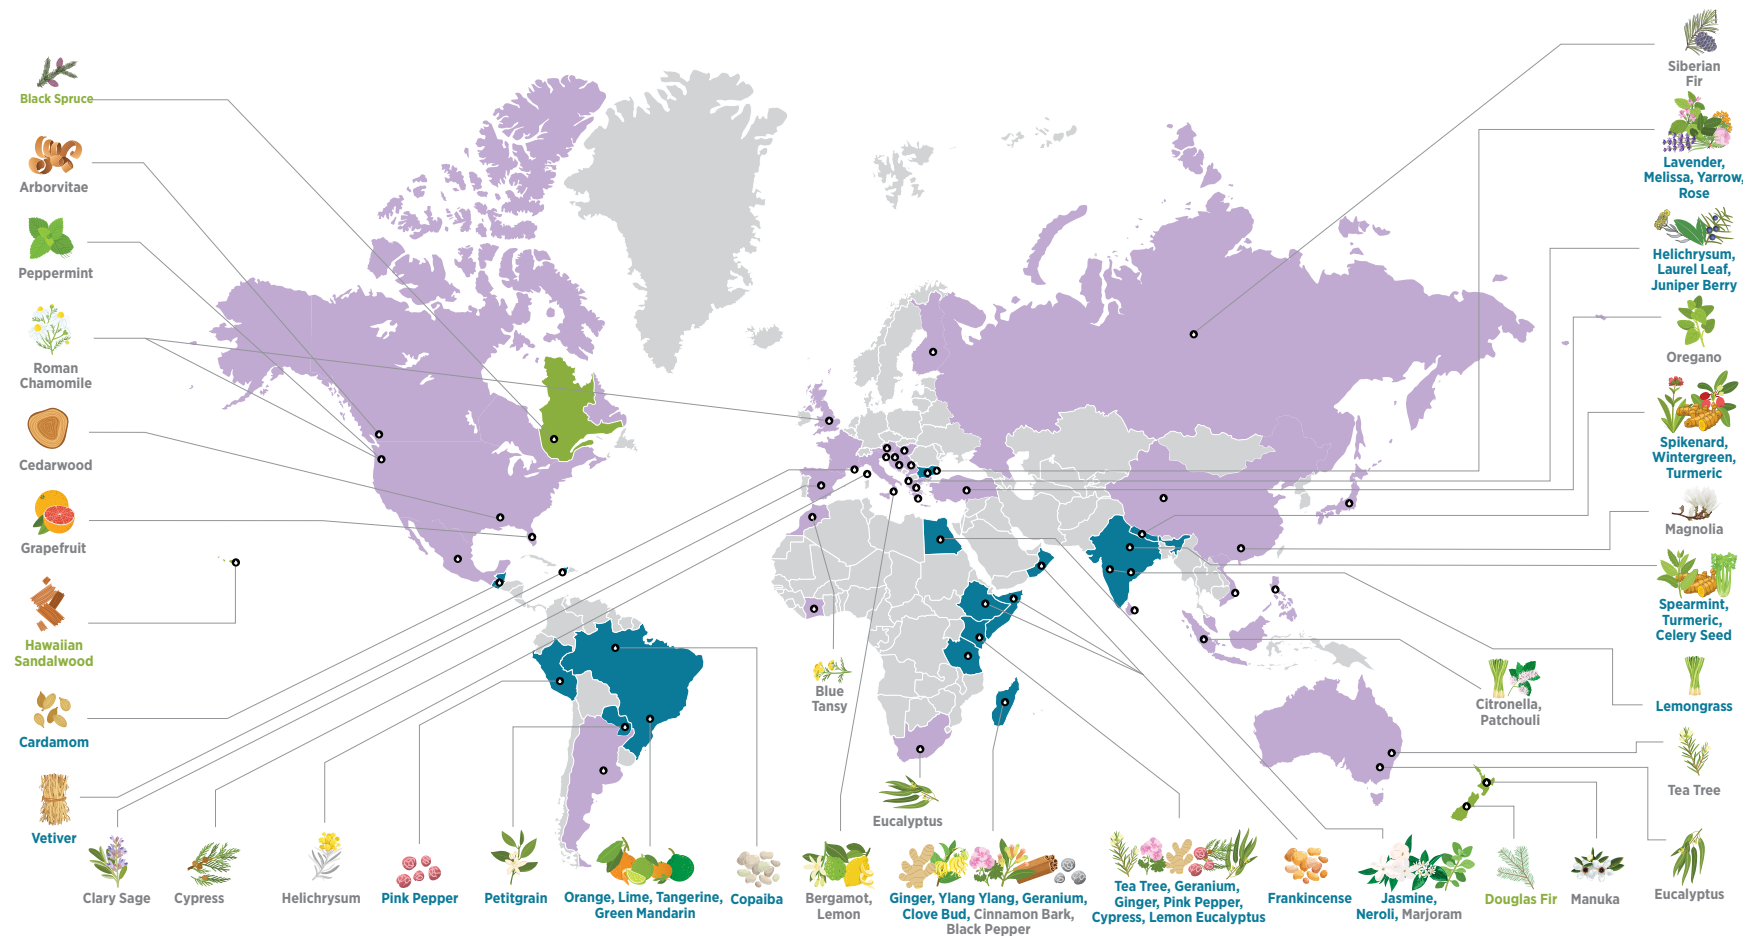 Black Spruce
Arborvitae
Peppermint
Roman
Chamomile
Cedarwood
Grapefruit
Hawaiian
Sandalwood
Cardamom
Vetiver
Clary Sage
Cypress
Helichrysum
Pink Pepper
Petitgrain
Orange, Lime, Tangerine,
Green Mandarin
Copaiba
Blue
Tansy
Bergamot,
Lemon
Eucalyptus
Ginger, Ylang Ylang, Geranium,
Clove Bud, Cinnamon Bark,
Black Pepper
Tea Tree, Geranium,
Ginger, Pink Pepper,
Cypress, Lemon Eucalyptus
Frankincense
Jasmine,
Neroli, Marjoram
Douglas Fir
Manuka
Siberian
Fir
Lavender,
Melissa, Yarrow,
Rose
Helichrysum,
Laurel Leaf,
Juniper Berry
Oregano
Spikenard,
Wintergreen,
Turmeric
Magnolia
Spearmint,
Turmeric,
Celery Seed
Citronella,
Patchouli
Lemongrass
Tea Tree
Eucalyptus